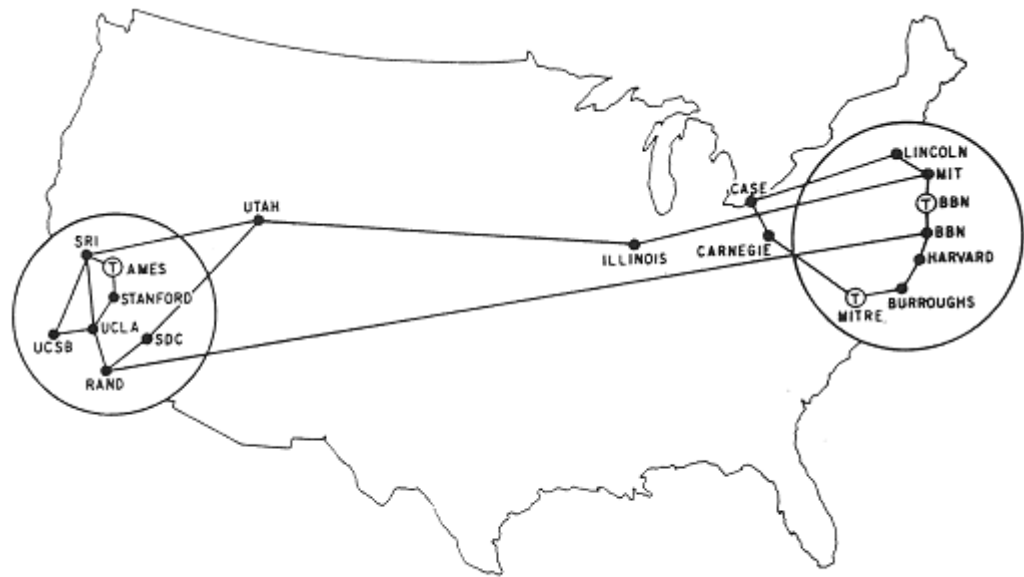 LINCOLN
MIT
CASE
T BBN
UTAH
BBN
SRI
CARNEGIE
ILLINOIS
HARVARD
T AMES
STANFORD
T
BURROUGHS
MITRE
UCLA
SDC
UCSB
RAND